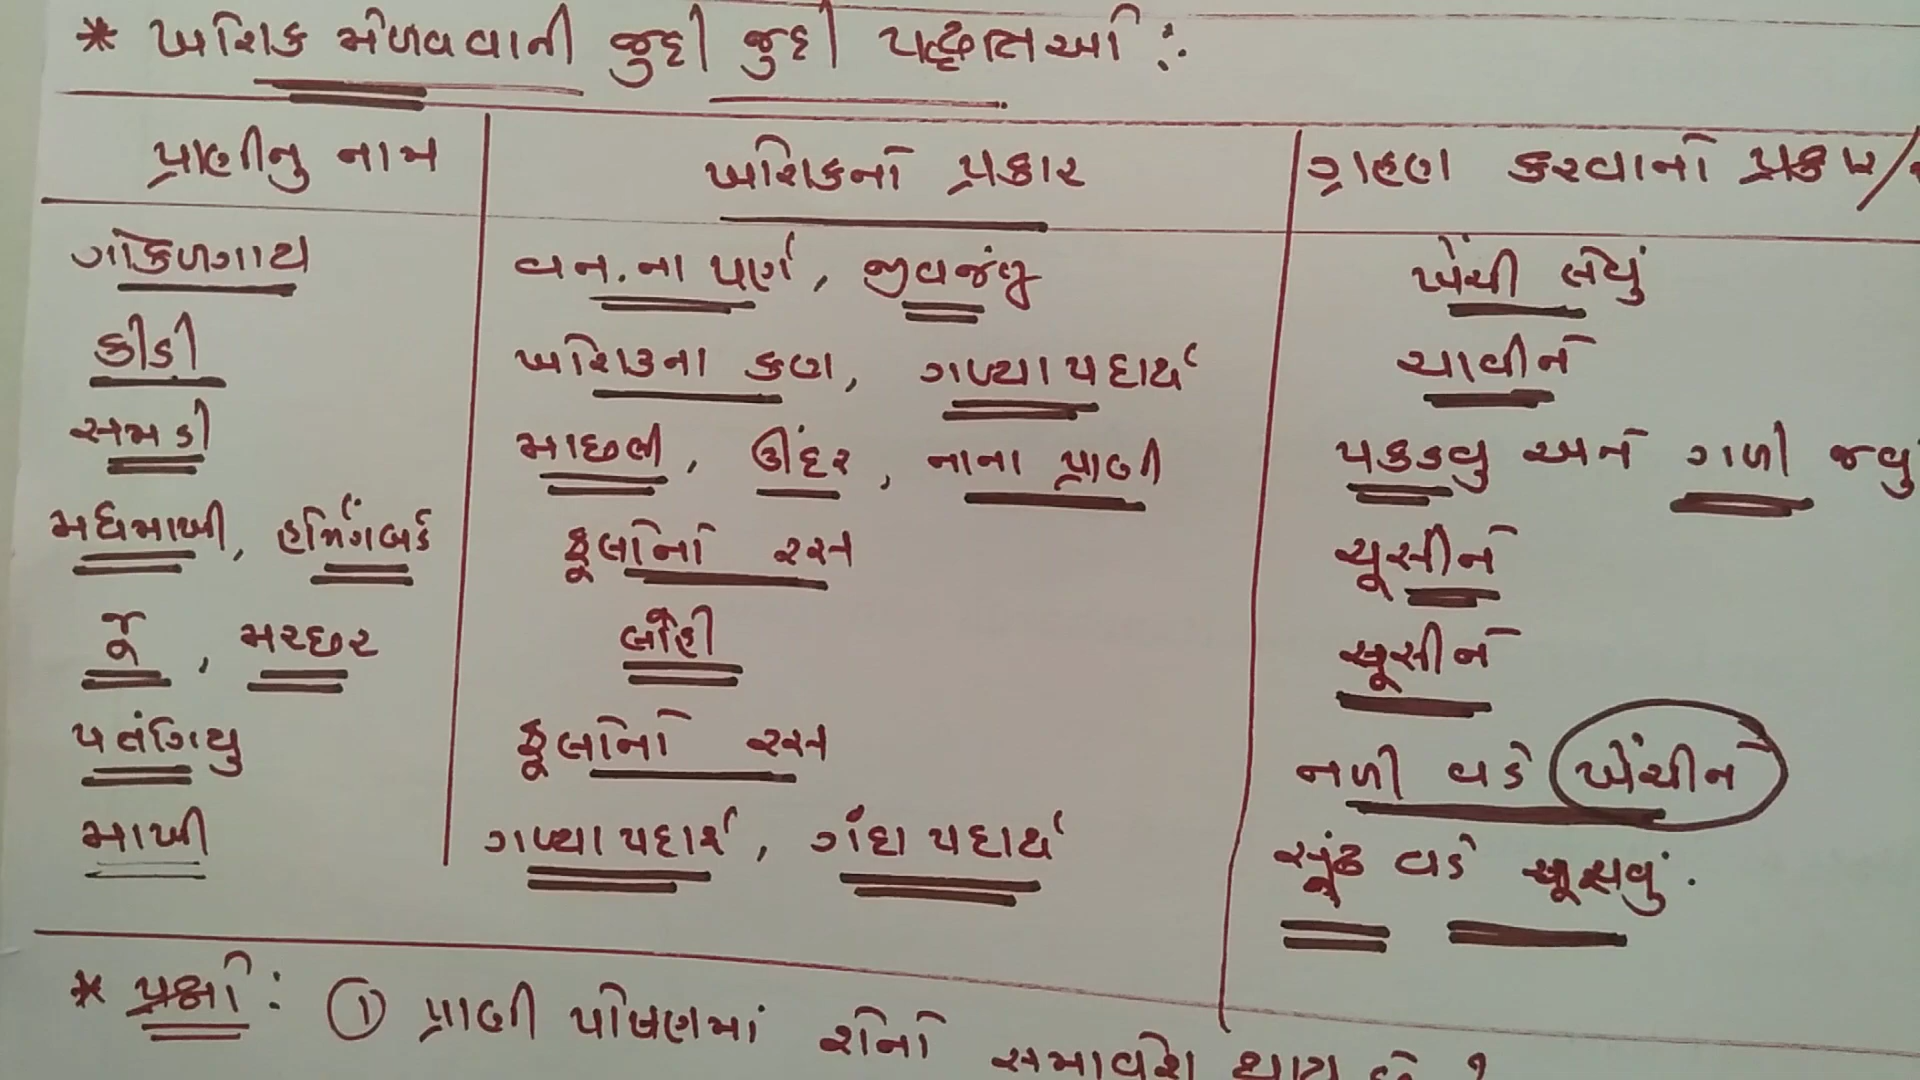 * ખોરાક મેળવવાની જુદી જુદી પદ્ધતિઓ :
પ્રાણીનુ નામ ખોરાકનો પ્રકાર ગ્રહણ કરવાનો પ્રકાર/
ગોકળગાય વન.ના પર્ણ, જીવજંતુ ખેંચી લેવું
કીડી ખોરાકના કણ, ગળ્યા પદાર્થ ચાવીને
સમડી માછલી, ઊંદર, નાના પ્રાણી પકડવુ અને ગળી જવુ
મધમાખી, હમિંગબર્ડ ફૂલોનો રસ ચૂસીને
જૂ, મચ્છર લોહી ચૂસીને
પતંગિયુ ફૂલોનો રસ નળી વડે ખેંચીને
માખી ગળ્યા પદાર્થ, ગંદા પદાર્થ સૂંઢ વડે ચૂસવું.
* પ્રશ્નો : ① પ્રાણી પોષણમાં શેનો સમાવેશ થાય છે ?